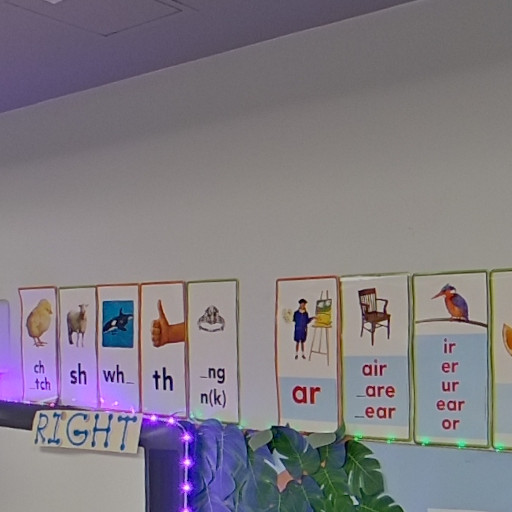 ch
_tch
sh
wh_
th
_ng
n(k)
ar
air
_are
_ear
ir
er
ur
ear
or
RIGHT